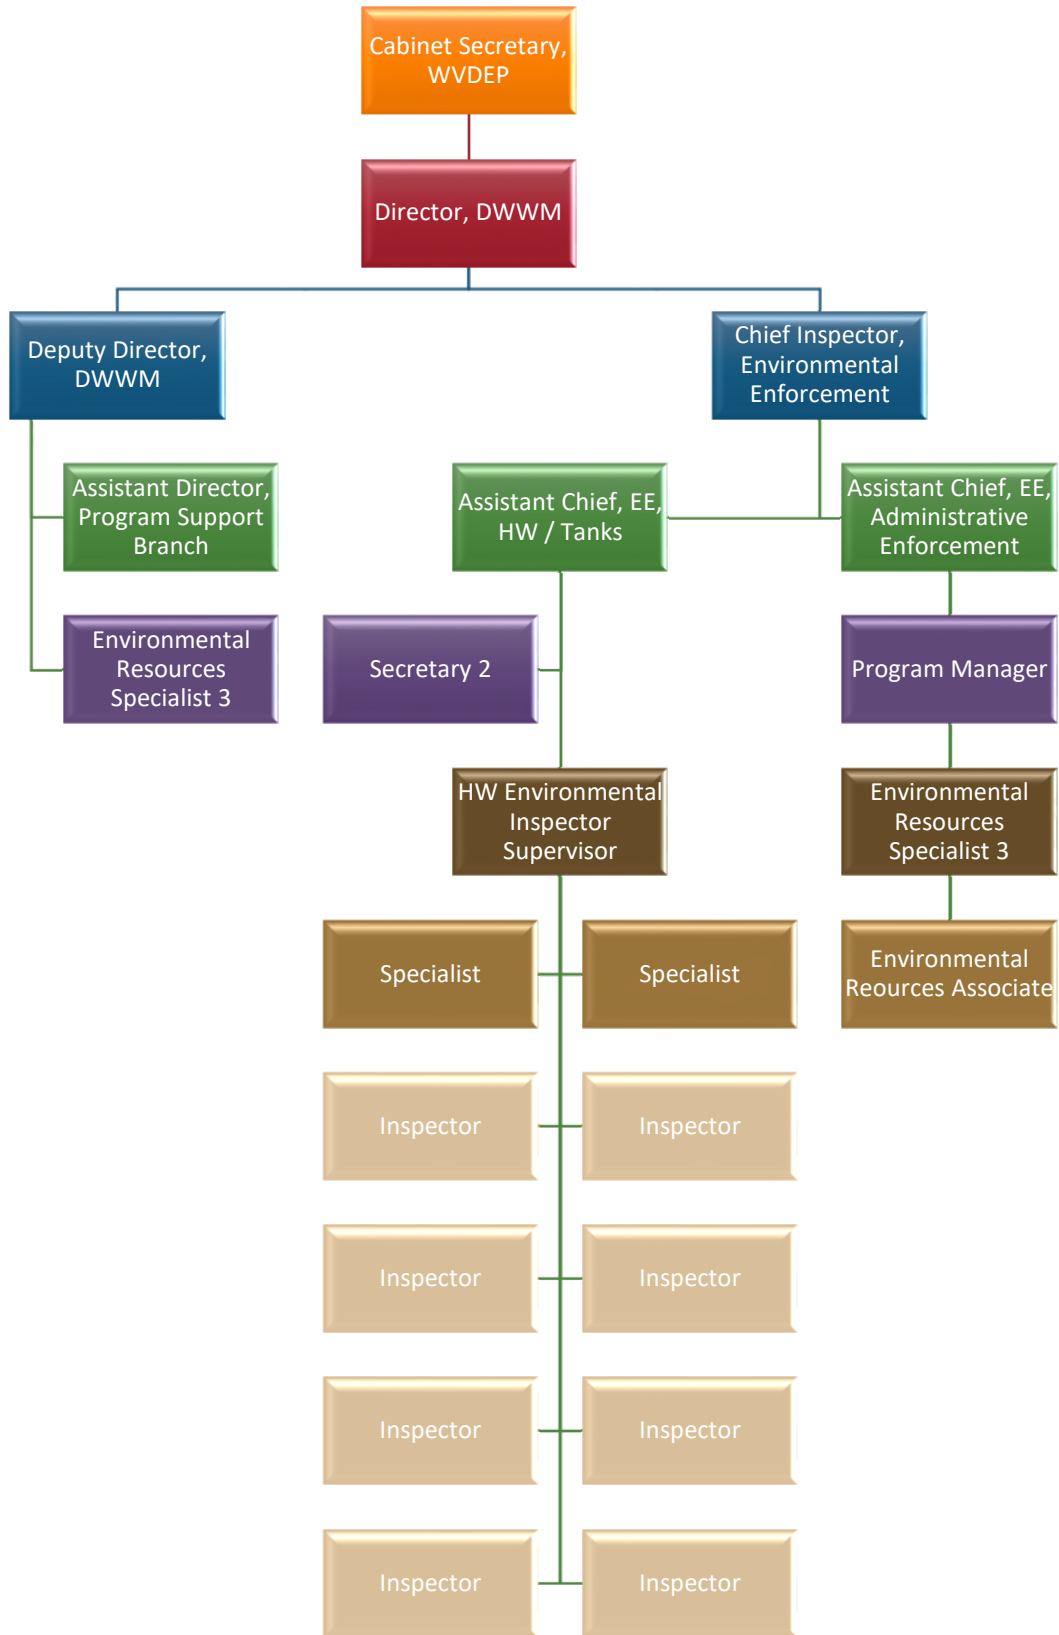 Cabinet Secretary,
WVDEP
Director, DWWM
Deputy Director,
DWWM
Chief Inspector,
Environmental
Enforcement
Assistant Director,
Program Support
Branch
Assistant Chief, EE,
HW / Tanks
Assistant Chief, EE,
Administrative
Enforcement
Environmental
Resources
Specialist 3
Secretary 2
Program Manager
HW Environmental
Inspector
Supervisor
Environmental
Resources
Specialist 3
Specialist
Specialist
Environmental
Reources Associate
Inspector
Inspector
Inspector
Inspector
Inspector
Inspector
Inspector
Inspector